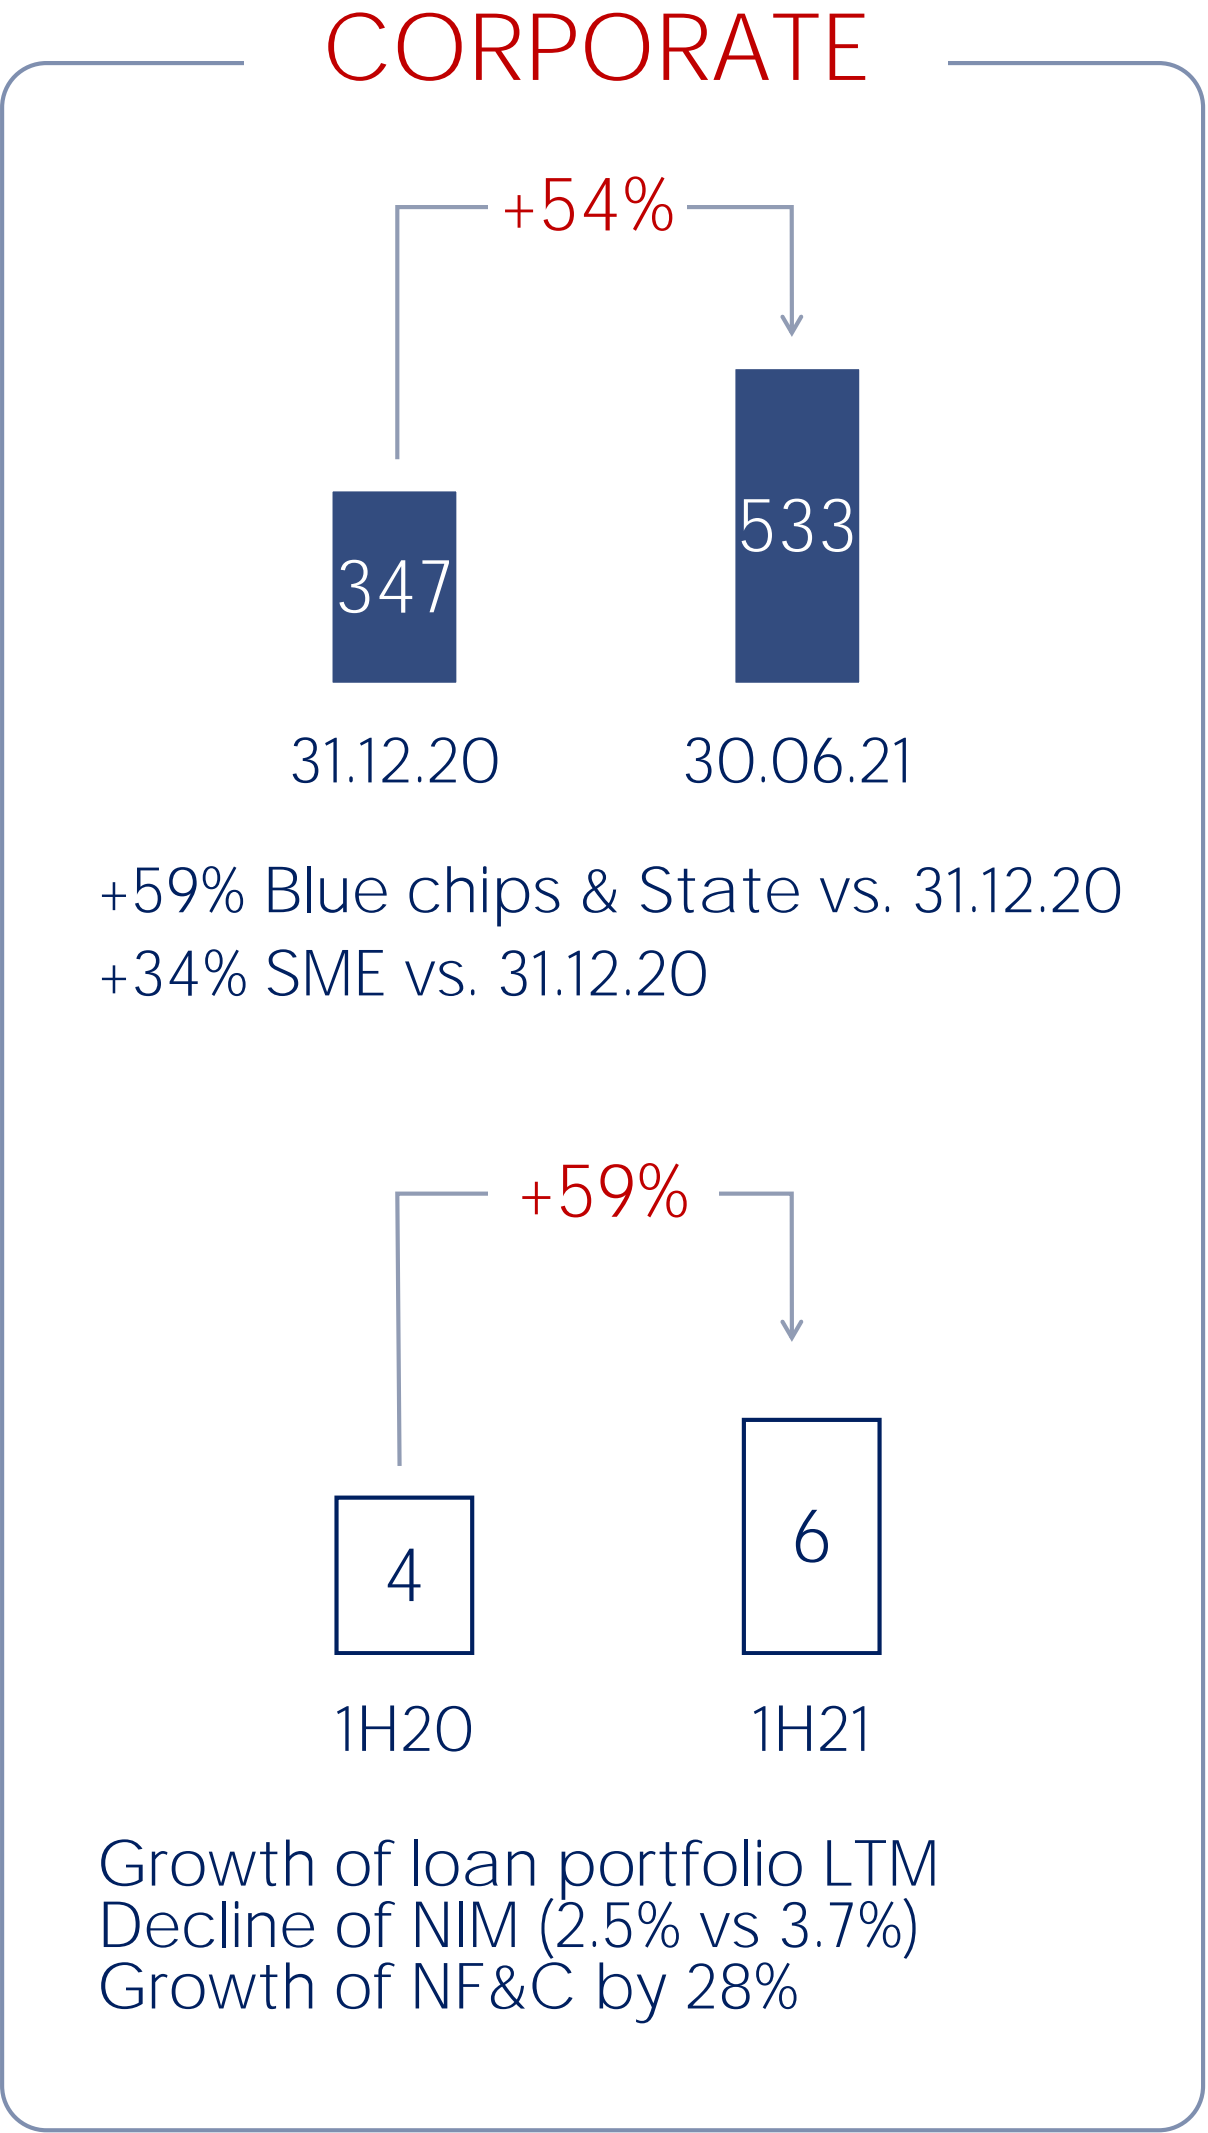 CORPORATE
+54%
347
533
31.12.20
30.06.21
+59% Blue chips & State vs. 31.12.20
+34% SME vs. 31.12.20
+59%
4
6
1H20
1H21
Growth of loan portfolio LTM
Decline of NIM (2.5% vs 3.7%)
Growth of NF&C by 28%